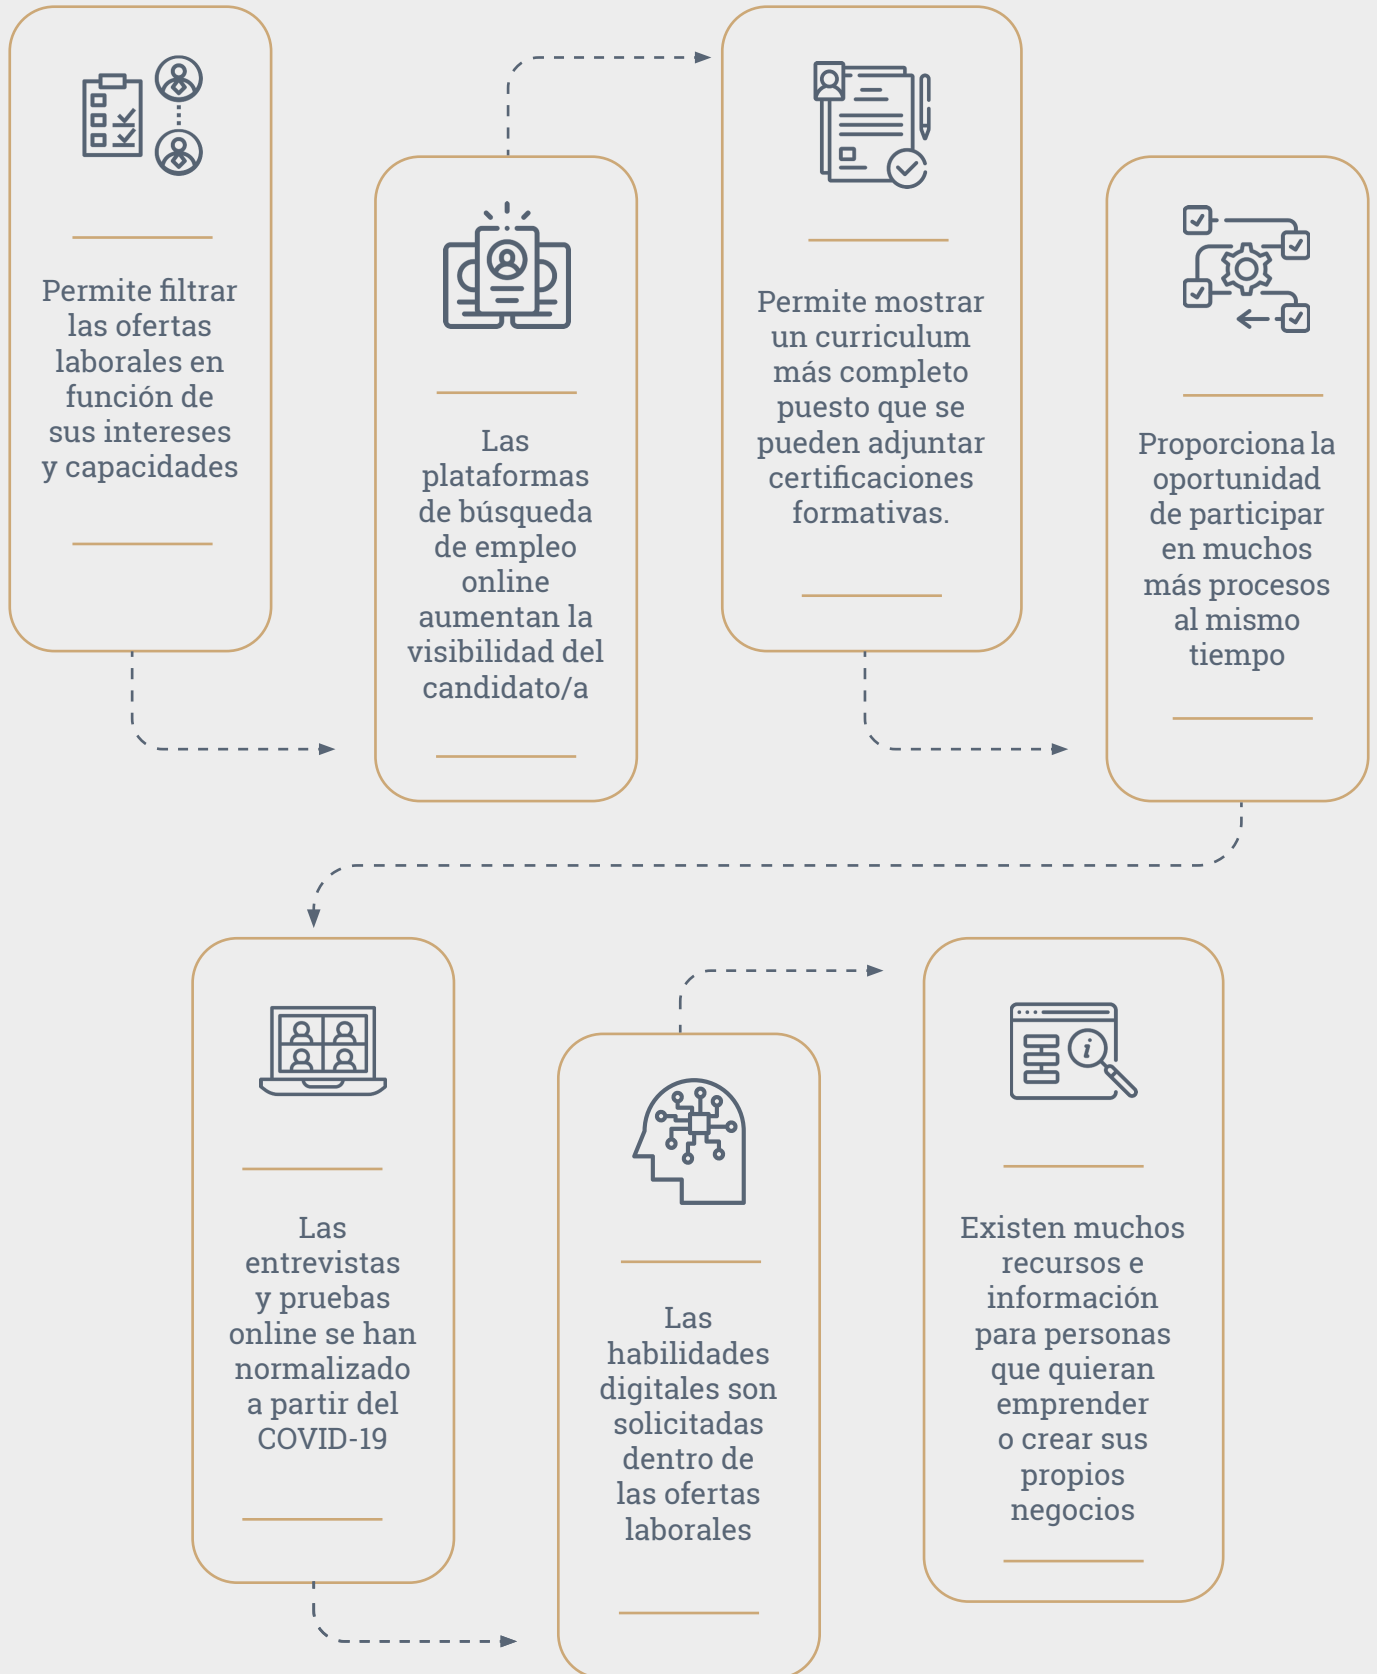 Permite filtrar
las ofertas
laborales en
función de
sus intereses
y capacidades
Las
plataformas
de búsqueda
de empleo
online
aumentan la
visibilidad del
candidato/a
Permite mostrar
un curriculum
más completo
puesto que se
pueden adjuntar
certificaciones
formativas.
Proporciona la
oportunidad
de participar
en muchos
más procesos
al mismo
tiempo
Las
entrevistas
y pruebas
online se han
normalizado
a partir del
COVID-19
Las
habilidades
digitales son
solicitadas
dentro de
las ofertas
laborales
i
Existen muchos
recursos e
información
para personas
que quieran
emprender
o crear sus
propios
negocios